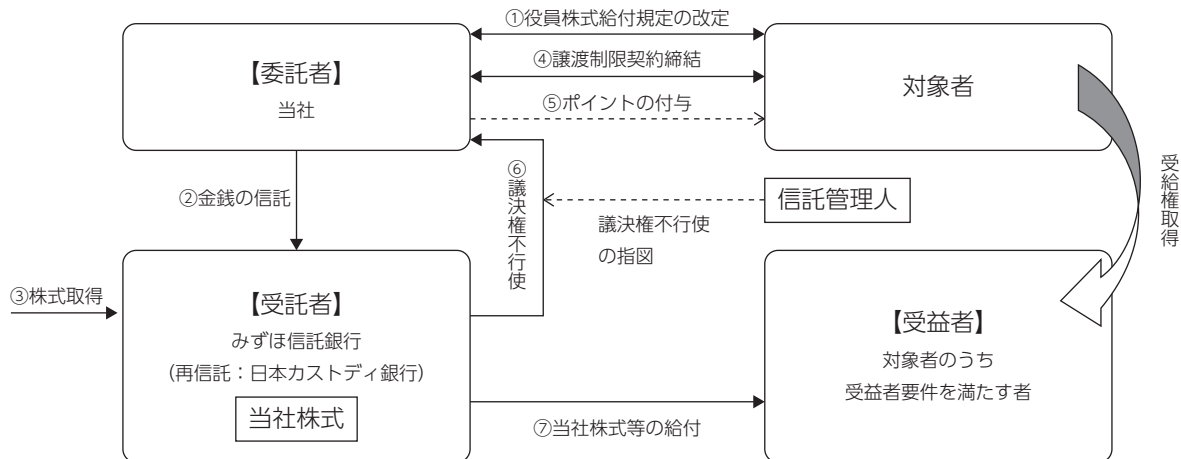 ①役員株式給付規定の改定
【委託者】
当社
④譲渡制限契約締結
対象者
⑤ポイントの付与
②金銭の信託
⑥議決権不行使
信託管理人
議決権不行使
の指図
受給権取得
③株式取得
【受託者】
みずほ信託銀行
(再信託：日本カストディ銀行)
当社株式
【受益者】
対象者のうち
受益者要件を満たす者
⑦当社株式等の給付